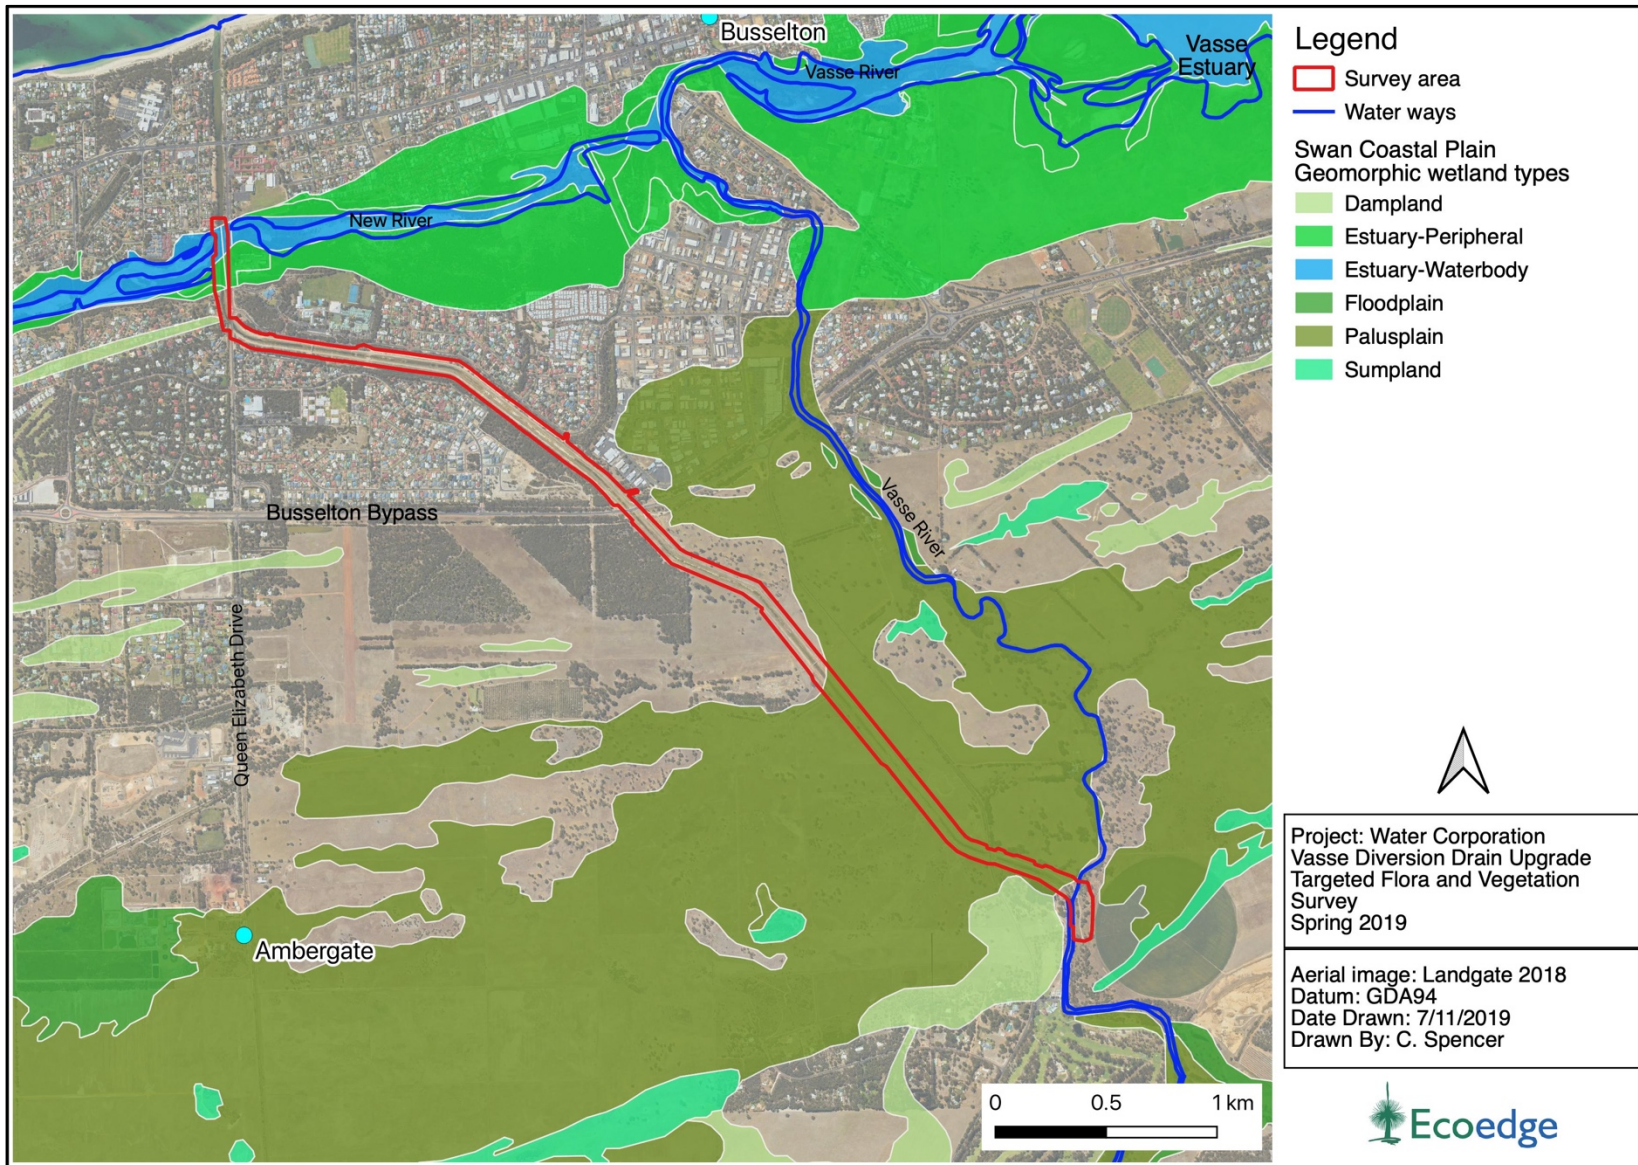 Busselton
Vasse River
Vasse
Estuary
New River
Busselton Bypass
Vasse River
Queen Elizabeth Drive
Ambergate
0 0.5 1 km
Legend
Survey area
Water ways
Swan Coastal Plain
Geomorphic wetland types
Dampland
Estuary-Peripheral
Estuary-Waterbody
Floodplain
Palusplain
Sumpland
Project: Water Corporation
Vasse Diversion Drain Upgrade
Targeted Flora and Vegetation
Survey
Spring 2019
Aerial image: Landgate 2018
Datum: GDA94
Date Drawn: 7/11/2019
Drawn By: C. Spencer
Ecoedge